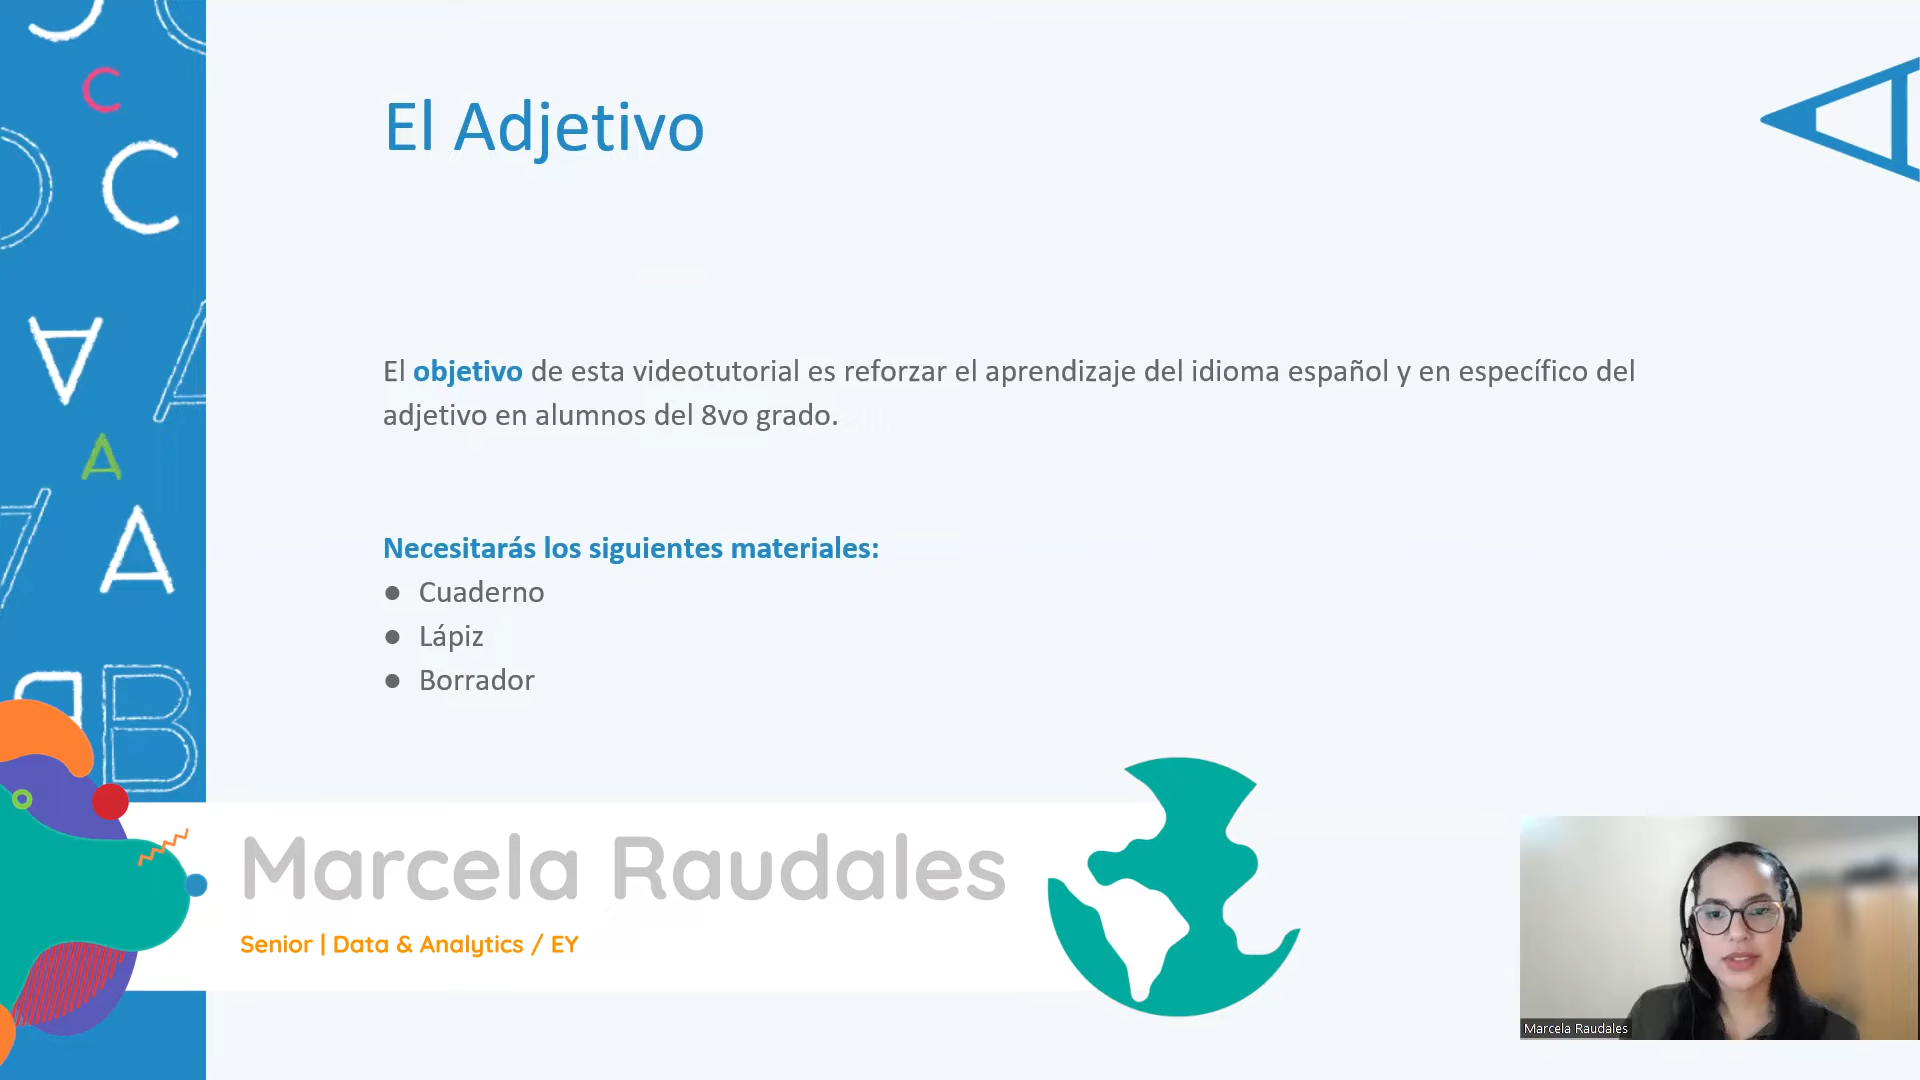 El Adjetivo
El objetivo de esta videotutorial es reforzar el aprendizaje del idioma español y en específico del
adjetivo en alumnos del 8vo grado.
Necesitarás los siguientes materiales:
● Cuaderno
● Lápiz
● Borrador
Marcela Raudales
Senior | Data & Analytics / EY
Marcela Raudales
C
C
A
A
A
B
A